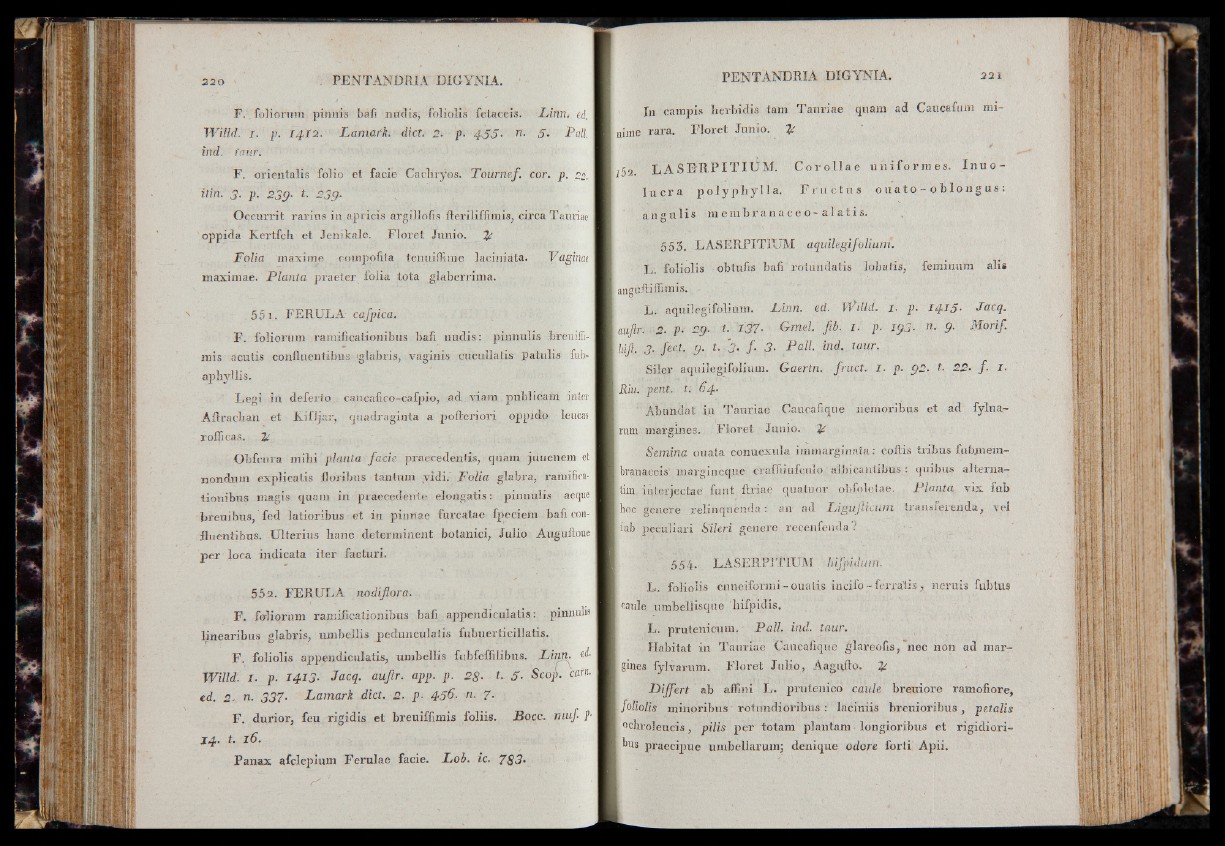 220 PENTANDRIA DIGYNIA.
F. foliorum pinnis baſi nudis, foliolis ſetaceis. Linn. ed.
Willd. 1. p. 1412. Lamark. dict. 2. p. 455. n. 5. Pall.
ind. taur.
F. orientalis folio et facie Cachryos. Tournef. cor. p. 22.
itin. 3. p. 239. t. 239.
Occurrit rarius in apricis argilloſis ſteriliſſimis, circa Tauriae
oppida Kertſch et Jenikale. Floret Junio. ♃
Folia maxime compoſita tenuiſſime laciniata. Vaginae
maximae. Planta praeter folia tota glaberrima.
551. FERULA caſpica.
F. foliorum ramificationibus baſi nudis: pinnulis breuiſſi-
mis acutis confluentibus glabris, vaginis cucullatis patulis ſub-
aphyllis.
Legi in deſerto caucaſico-caſpio, ad viam publicam inter
Aſtrachan et Kiſljar, quadraginta a poſteriori oppido leucas
roſſicas. ♃
Obſcura mihi planta facie praecedentis, quam juuenem et
nondum explicatis floribus tantum vidi. Folia glabra, ramifica-
tionibus magis quam in praecedente elongatis: pinnulis aeque
breuibus, ſed latioribus et in pinnae furcatae ſpeciem baſi con-
fluentibus. Ulterius hanc determinent botanici, Julio Auguſtoue
per loca indicata iter facturi.
552. FERULA nodiflora.
F. foliorum ramificationibus baſi appendiculatis: pinnulis
linearibus glabris, umbellis pedunculatis ſubuerticillatis.
F. foliolis appendiculatis, umbellis ſubſeſſilibus. Linn. ed.
Willd. 1. p. 1413. Jacq. auſtr. app. p. 28. t. 5. Scop. carn.
ed. 2. n. 337. Lamark dict. 2. p. 456. n. 7.
F. durior, ſeu rigidis et breuiſſimis foliis. Bocc. muſ. p.
14. t. 16.
Panax aſclepium Ferulae facie. Lob. ic. 783.
PENTANDRIA DIGYNIA. 221
In campis herbidis tam Tauriae quam ad Caucaſum mi-
nime rara. Floret Junio. ♃
152. LASERPITIUM. Corollae uniformes. Inuo-
lucra polyphylla. Fructus ouato-oblongus:
angulis membranaceo-alatis.
553. LASERPITIUM aquilegifolium.
L. foliolis obtuſis baſi rotundatis lobatis, ſeminum alis
anguſtiſſimis.
L. aquilegifolium. Linn. ed. Willd. 1. p. 1415. Jacq.
auſtr. 2. p. 29. t. 137. Gmel. ſib. 1. p. 193. n. 9. Moriſ.
hiſt. 3. ſect. 9. t. 3. f. 3. Pall. ind. taur.
Siler aquilegifolium. Gaertn. fruct. 1. p. 92. t. 22. f. 1.
Riu. pent. t. 64.
Abundat in Tauriae Caucaſique nemoribus et ad ſylua-
rum margines. Floret Junio. ♃
Semina ouata conuexula immarginata: coſtis tribus ſubmem-
branaceis margineque craſſiuſculo albicantibus: quibus alterna-
tim interjectae ſunt ſtriae quatuor obſoletae. Planta vix ſub
hoc genere relinquenda: an ad Liguſticum transferenda, vel
ſub peculiari Sileri genere recenſenda?
554. LASERPITIUM hiſpidum.
L. foliolis cuneiformi-ouatis inciſo-ſerratis, neruis ſubtus
caule umbellisque hiſpidis.
L. prutenicum. Pall. ind. taur.
Habitat in Tauriae Caucaſique glareoſis, nec non ad mar-
gines ſylvarum. Floret Julio, Auguſto. ♃
Differt ab affini L. prutenico caule breuiore ramoſiore,
foliolis minoribus rotundioribus: laciniis breuioribus, petalis
ochroleucis, pilis per totam plantam longioribus et rigidiori-
bus praecipue umbellarum; denique odore forti Apii.